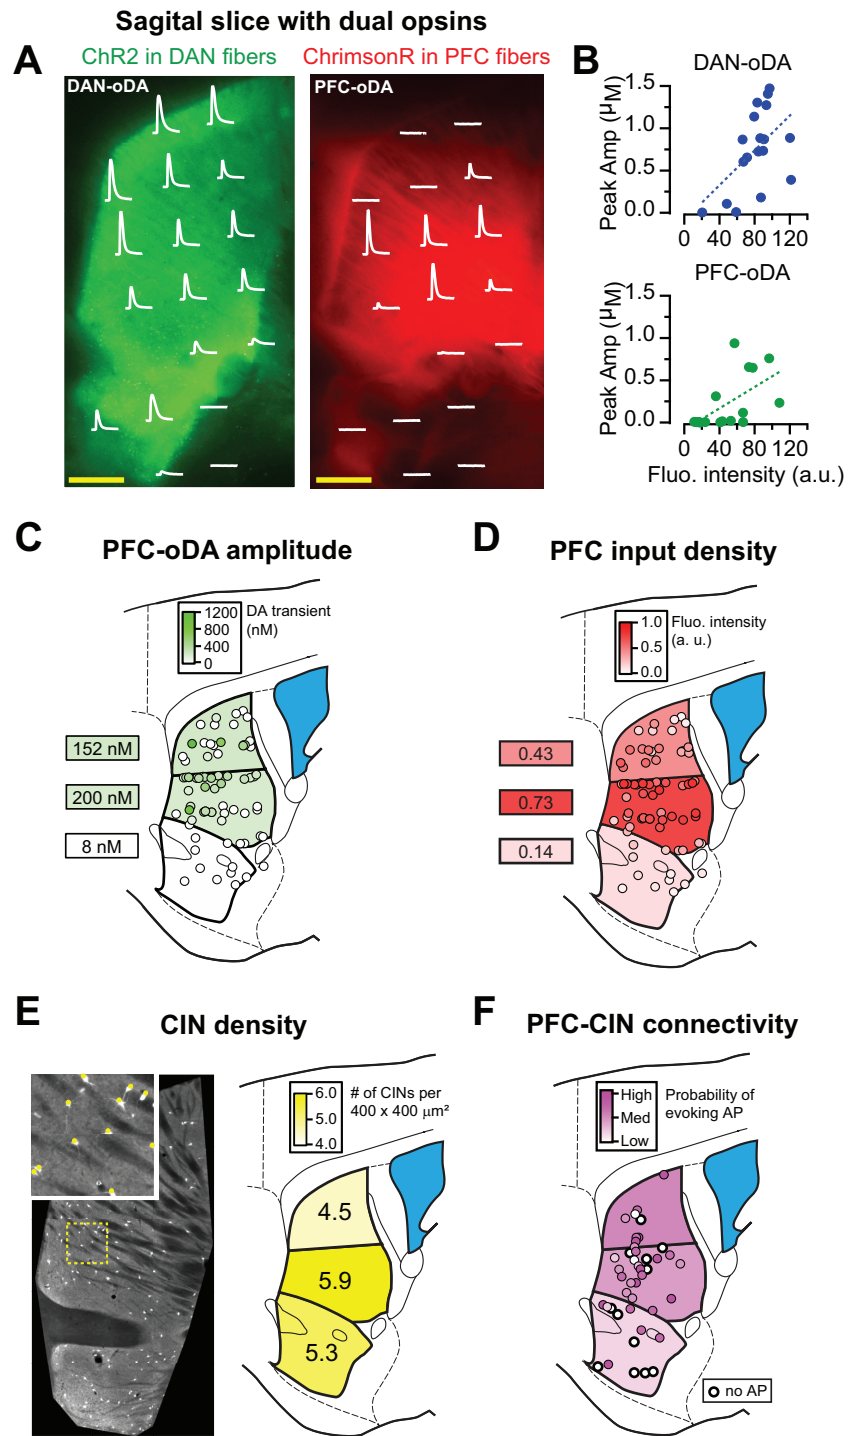 Sagital slice with dual opsins
A
ChR2 in DAN fibers
ChrimsonR in PFC fibers
DAN-oDA
PFC-oDA
B
DAN-oDA
Peak Amp (μM)
1.5
1.0
0.5
0.0
0 40 80 120
PFC-oDA
Peak Amp (μM)
1.5
1.0
0.5
0.0
0 40 80 120
Fluo. intensity (a.u.)
C
PFC-oDA amplitude
1200
800
400
0
DA transient
(nM)
152 nM
200 nM
8 nM
D
PFC input density
1.0
0.5
0.0
Fluo. intensity
(a. u.)
0.43
0.73
0.14
E
CIN density
6.0
5.0
4.0
# of CINs per
400 x 400 μm²
4.5
5.9
5.3
F
PFC-CIN connectivity
High
Med
Low
Probability of
evoking AP
no AP